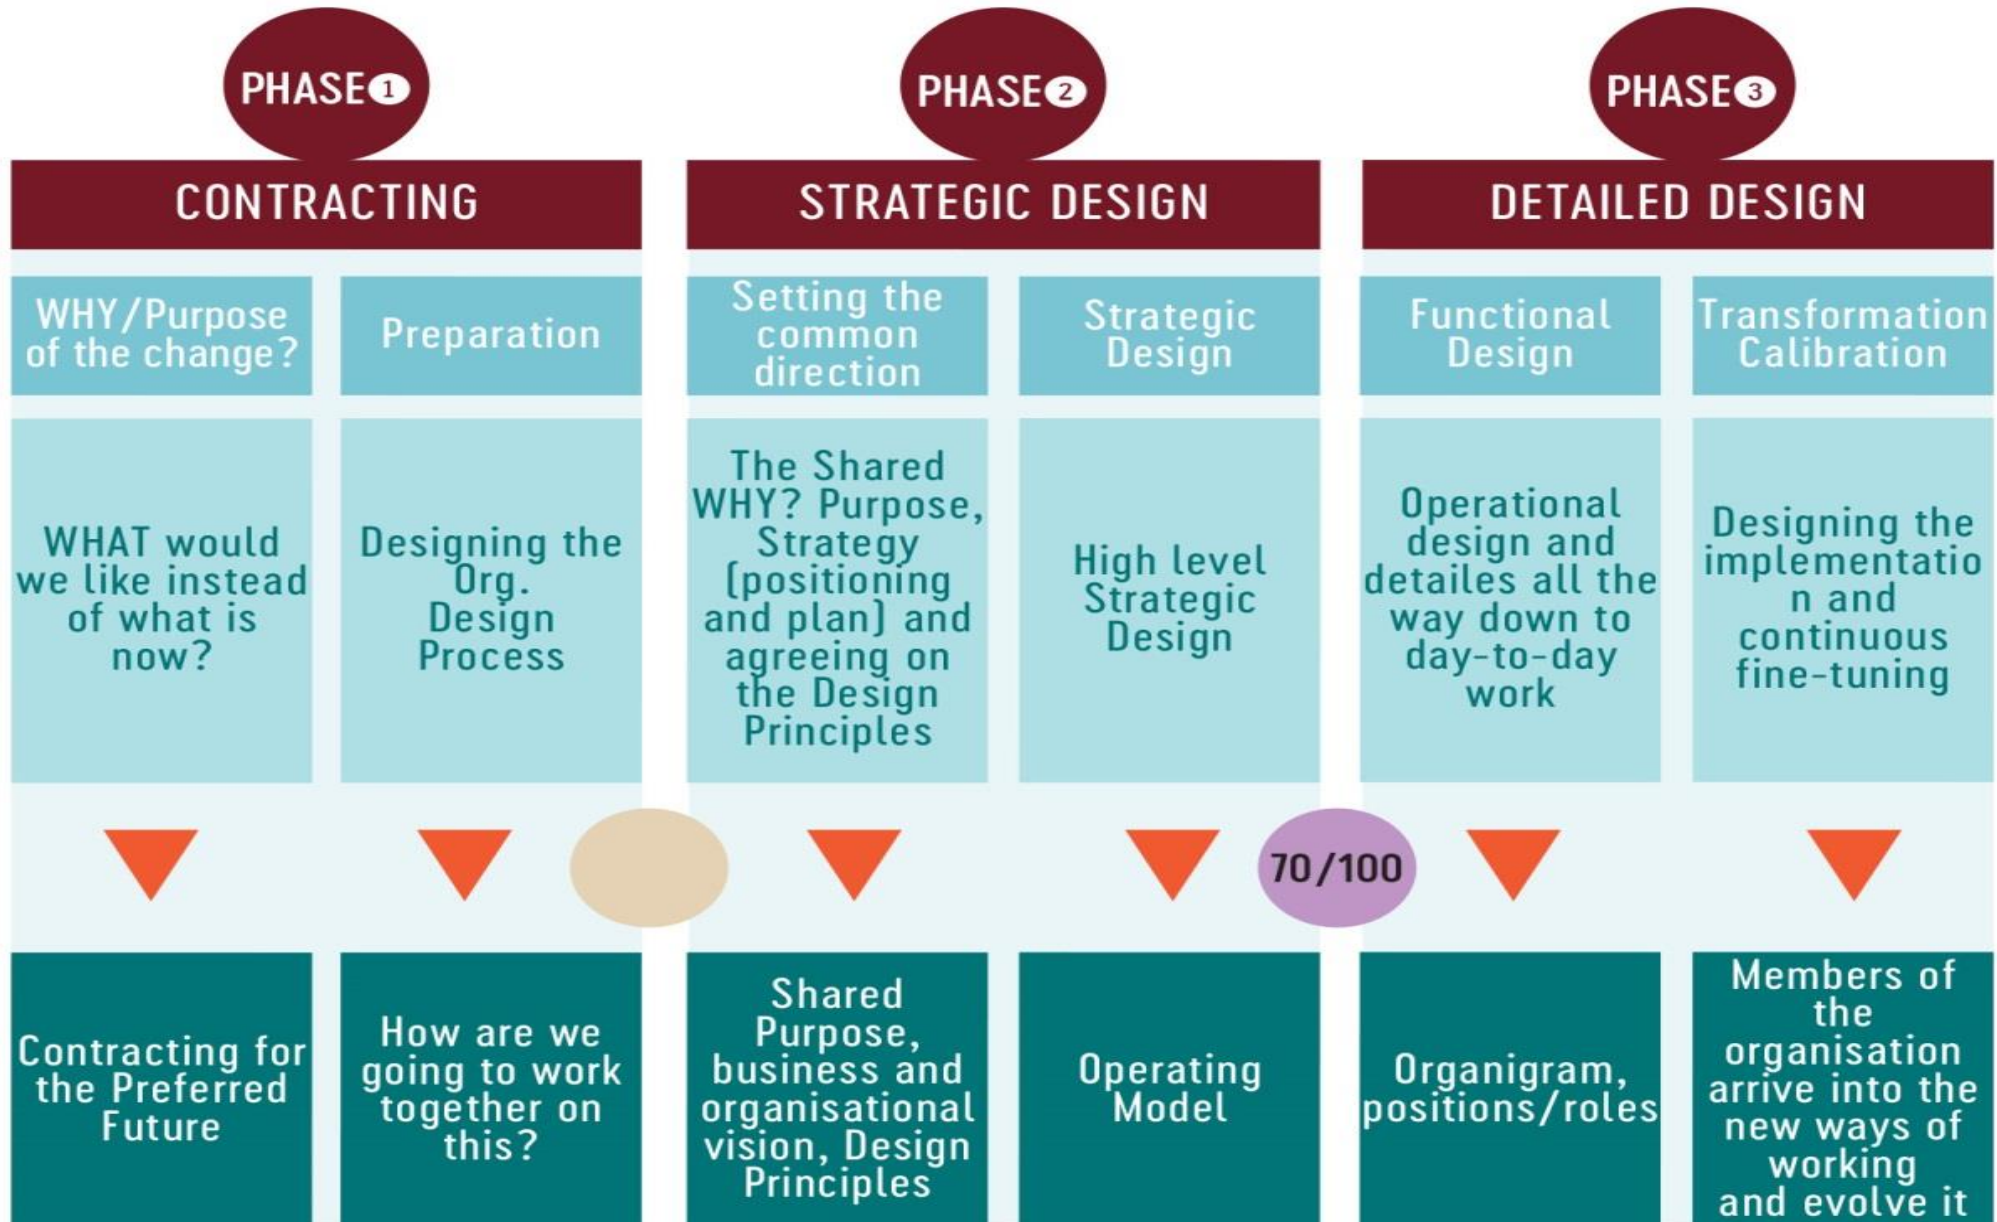 PHASE 1
PHASE 2
PHASE 3
CONTRACTING
STRATEGIC DESIGN
DETAILED DESIGN
WHY/Purpose
of the change?
Preparation
Setting the
common
direction
Strategic
Design
Functional
Design
Transformation
Calibration
WHAT would
we like instead
of what is
now?
Designing the
Org.
Design
Process
The Shared
WHY? Purpose,
Strategy
(positioning
and plan) and
agreeing on
the Design
Principles
High level
Strategic
Design
Operational
design and
detailes all the
way down to
day-to-day
work
Designing the
implementatio
n and
continuous
fine-tuning
70/100
Contracting for
the Preferred
Future
How are we
going to work
together on
this?
Shared
Purpose,
business and
organisational
vision, Design
Principles
Operating
Model
Organigram,
positions/roles
Members of
the
organisation
arrive into the
new ways of
working
and evolve it